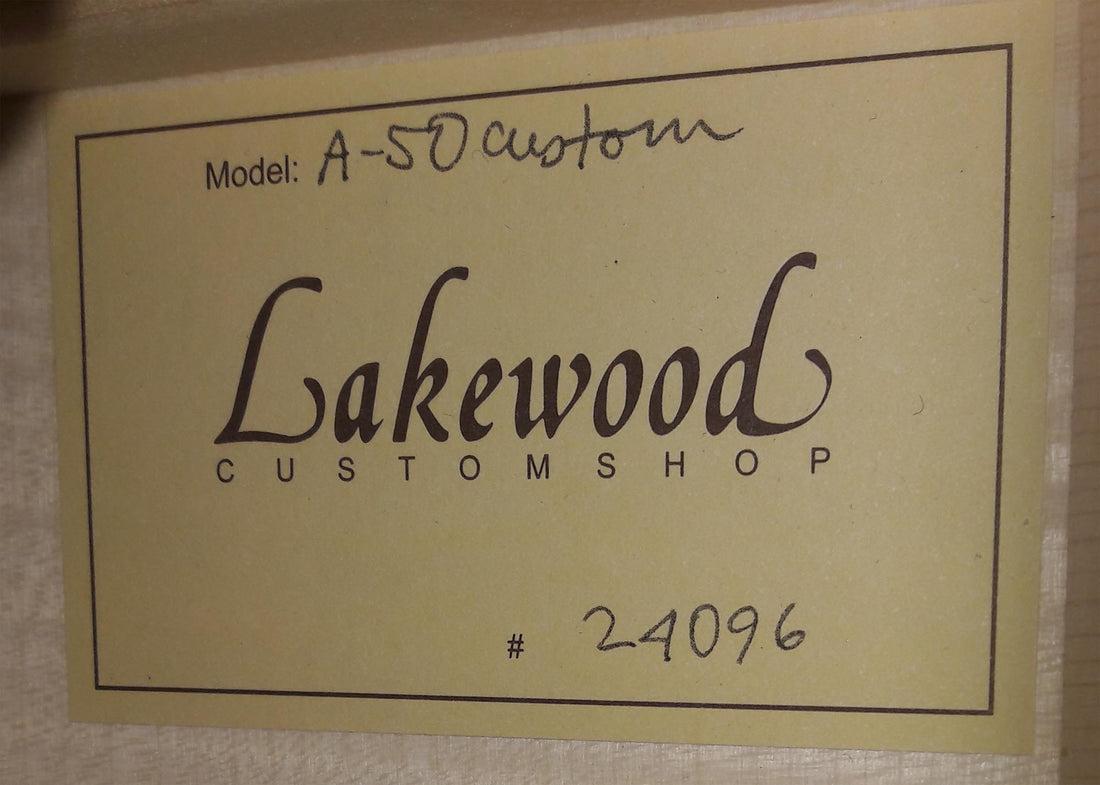 Model: A-50 custom
Lakewood
CUSTOMSHOP
# 24096